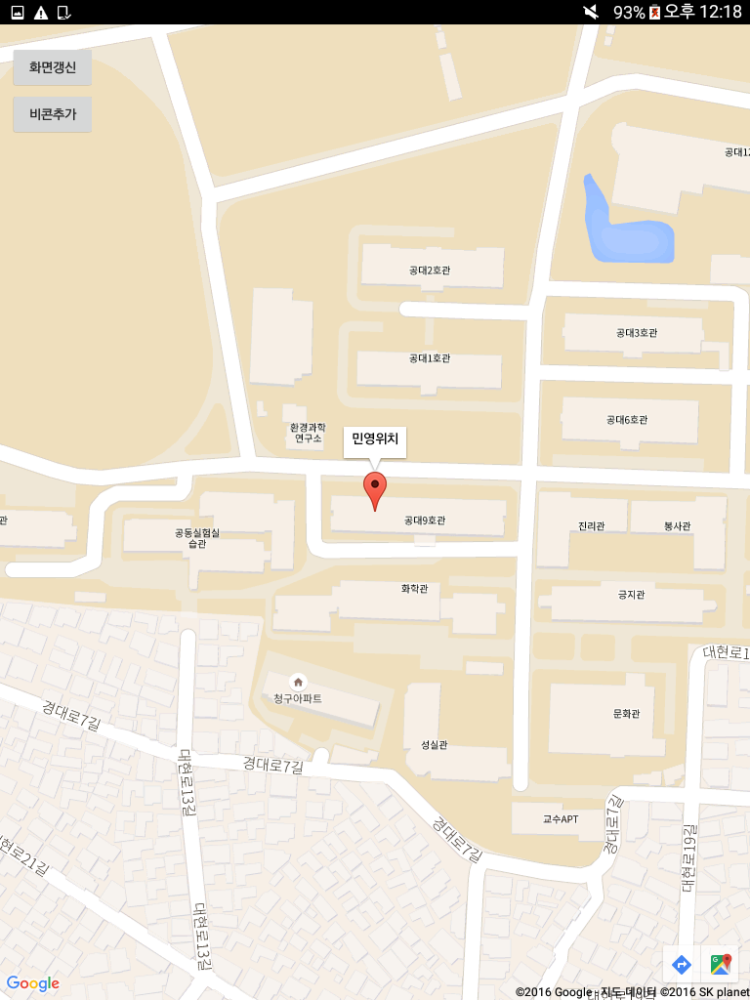 93% 오후 12:18
화면갱신
비콘추가
공대12
공대2호관
공대3호관
공대1호관
공대6호관
환경과학
연구소
민영위치
관
공대9호관
진리관
봉사관
공동실험실
습관
화학관
긍지관
대현로1
청구아파트
경대로7길
문화관
성실관
대현로13길
경대로7길
경대로7길
교수APT
경대로7길
대현로19길
대현로21길
대현로13길
Google
©2016 Google - 지도 데이터 ©2016 SK planet